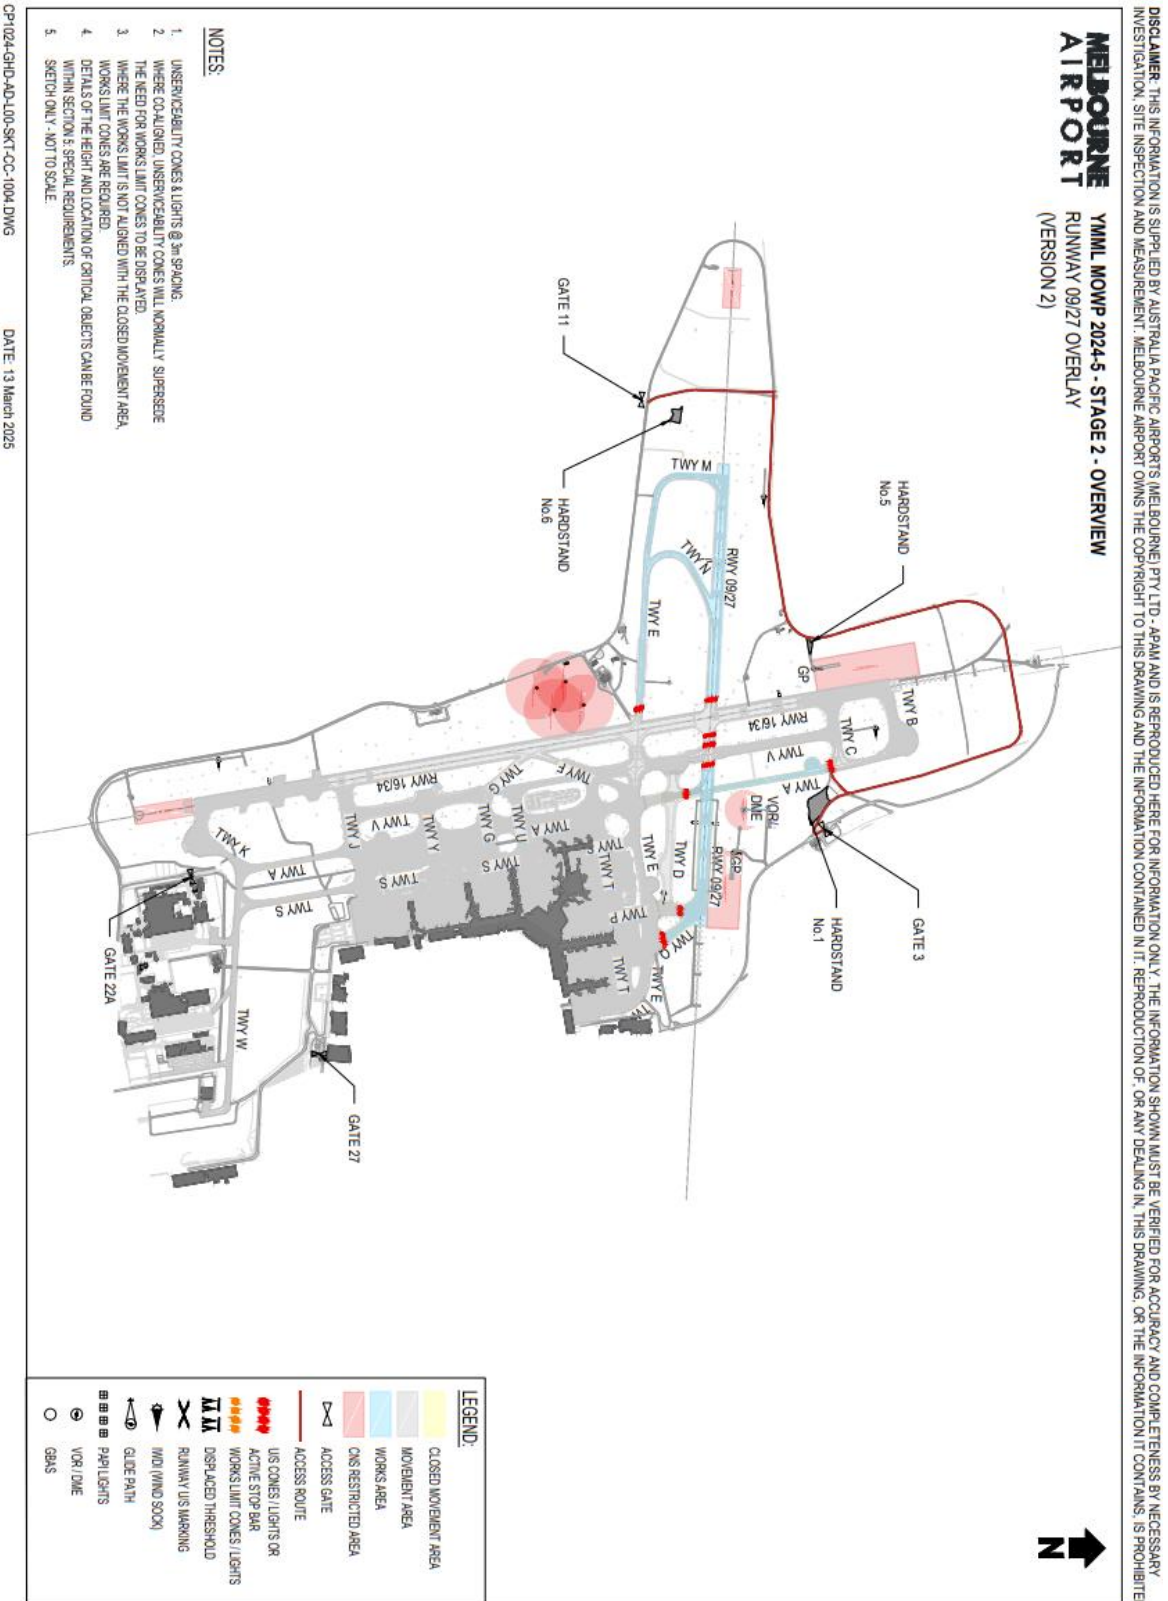 DISCLAIMER: THIS INFORMATION IS SUPPLIED BY AUSTRALIA PACIFIC AIRPORTS (MELBOURNE) PTY LTD - APAM AND IS REPRODUCED HERE FOR INFORMATION ONLY. THE INFORMATION SHOWN MUST BE VERIFIED FOR ACCURACY AND COMPLETENESS BY NECESSARY
INVESTIGATION, SITE INSPECTION AND MEASUREMENT. MELBOURNE AIRPORT OWNS THE COPYRIGHT TO THIS DRAWING AND THE INFORMATION CONTAINED IN IT. REPRODUCTION OF, OR ANY DEALING IN, THIS DRAWING, OR THE INFORMATION IT CONTAINS, IS PROHIBITE
MELBOURNE
AIRPORT
YMML MOWP 2024-5 - STAGE 2 - OVERVIEW
RUNWAY 09/27 OVERLAY
(VERSION 2)
N
HARDSTAND
No.5
GATE 3
HARDSTAND
No.1
GP
TWY B
TWY C
RWY 16/34
TWY V
TWY A
VOR/
DME
GP
RWY 09/27
TWY M
TWY N
RWY 09/27
TWY D
TWY O
TWY E
TWY E
TWY E
GATE 11
HARDSTAND
No.6
TWY P
TWY T
TWY T
TWY F
TWY A
TWY G
TWY U
TWY G
TWY S
RWY 16/34
TWY Y
TWY V
TWY J
TWY S
TWY K
TWY A
TWY S
TWY W
GATE 22A
GATE 27
NOTES:
1. UNSERVICEABILITY CONES & LIGHTS @ 3m SPACING.
2. WHERE CO-ALIGNED, UNSERVICEABILITY CONES WILL NORMALLY SUPERSEDE
THE NEED FOR WORKS LIMIT CONES TO BE DISPLAYED.
3. WHERE THE WORKS LIMIT IS NOT ALIGNED WITH THE CLOSED MOVEMENT AREA,
WORKS LIMIT CONES ARE REQUIRED.
4. DETAILS OF THE HEIGHT AND LOCATION OF CRITICAL OBJECTS CAN BE FOUND
WITHIN SECTION 5: SPECIAL REQUIREMENTS.
5. SKETCH ONLY - NOT TO SCALE.
LEGEND:
CLOSED MOVEMENT AREA
MOVEMENT AREA
WORKS AREA
CNS RESTRICTED AREA
ACCESS GATE
ACCESS ROUTE
U/S CONES / LIGHTS OR
ACTIVE STOP BAR
WORKS LIMIT CONES / LIGHTS
DISPLACED THRESHOLD
RUNWAY U/S MARKING
IWDI (WIND SOCK)
GLIDE PATH
PAPI LIGHTS
VOR / DME
GBAS
CP1024-GHD-AD-L00-SKT-CC-1004.DWG
DATE: 13 March 2025